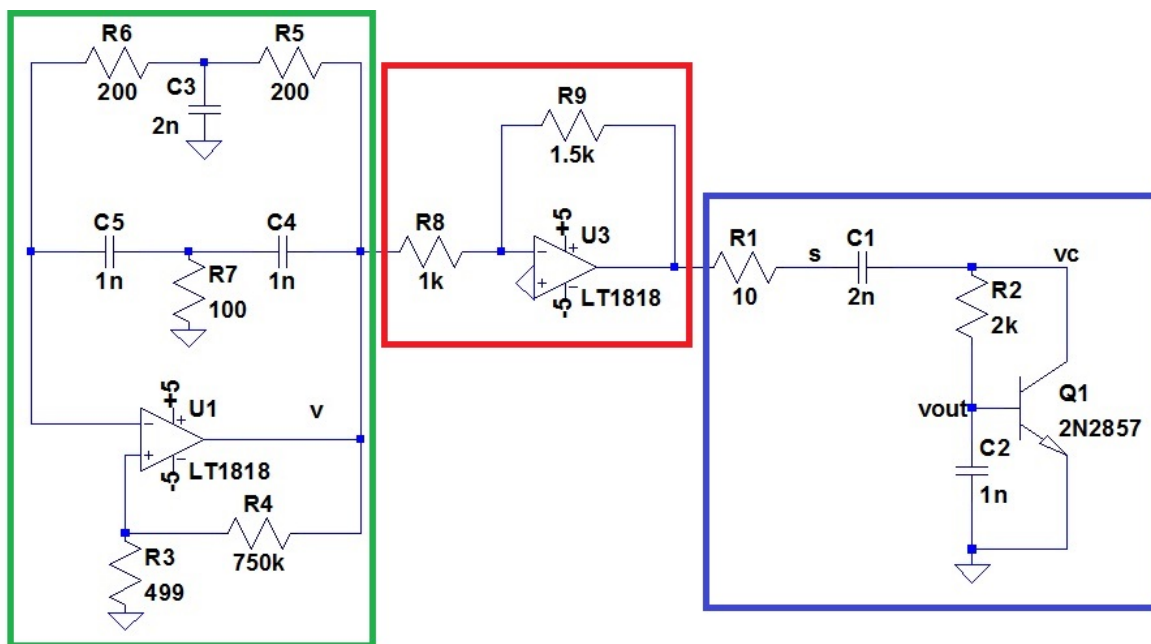 R6
200
R5
200
C3
2n
C5
1n
C4
1n
R7
100
+5
U1
-5
LT1818
v
R4
750k
R3
499
R8
1k
R9
1.5k
+5
U3
-5
LT1818
R1
10
s
C1
2n
vc
R2
2k
vout
Q1
2N2857
C2
1n